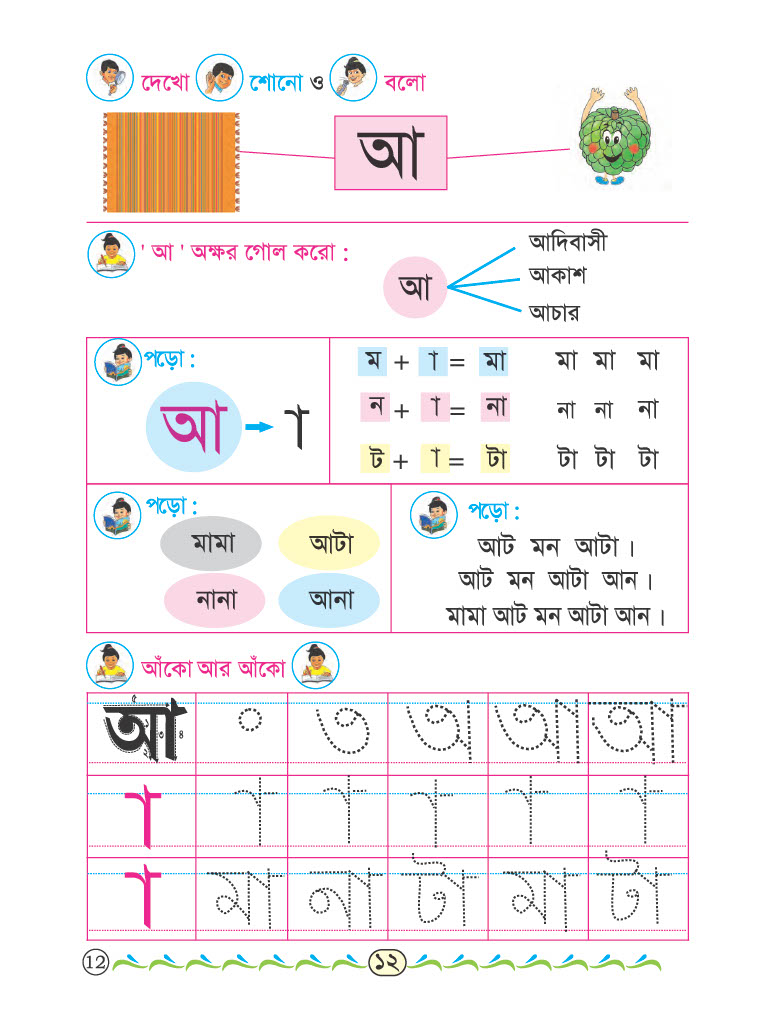 দেখো শোনো ও বলো
আ
' আ ' অক্ষর গোল করো :
আ
আদিবাসী
আকাশ
আচার
পড়ো :
আ া
ম + া = মা মা মা মা
ন + া = না না না না
ট + া = টা টা টা টা
পড়ো :
মামা আটা
নানা আনা
পড়ো :
আট মন আটা ।
আট মন আটা আন ।
মামা আট মন আটা আন ।
আঁকো আর আঁকো
আ ০ ত অ আ আ
া া া া া া
া মা না টা মা টা
12 ১২